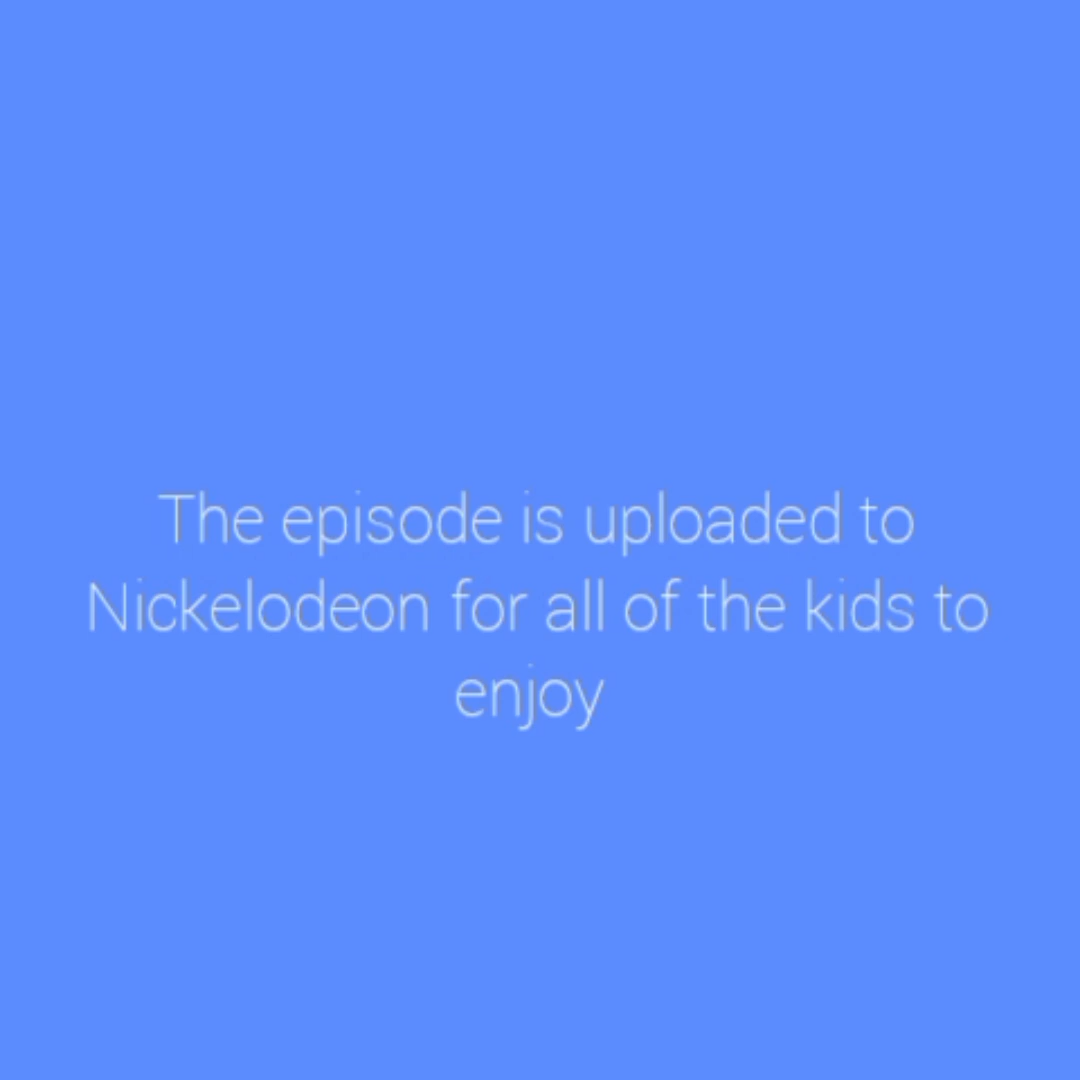 The episode is uploaded to
Nickelodeon for all of the kids to
enjoy